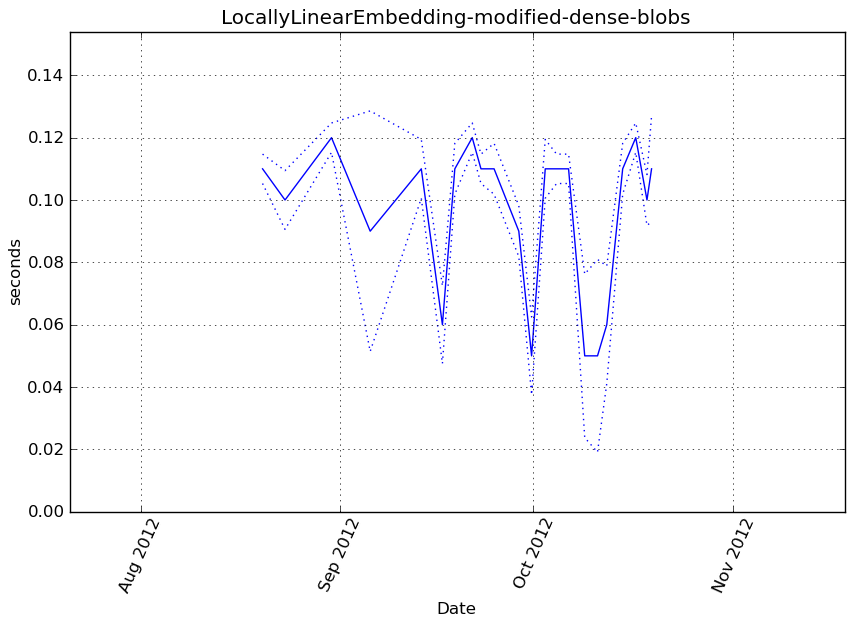 LocallyLinearEmbedding-modified-dense-blobs
0.14
0.12
0.10
0.08
0.06
0.04
0.02
0.00
seconds
Aug 2012
Sep 2012
Oct 2012
Nov 2012
Date